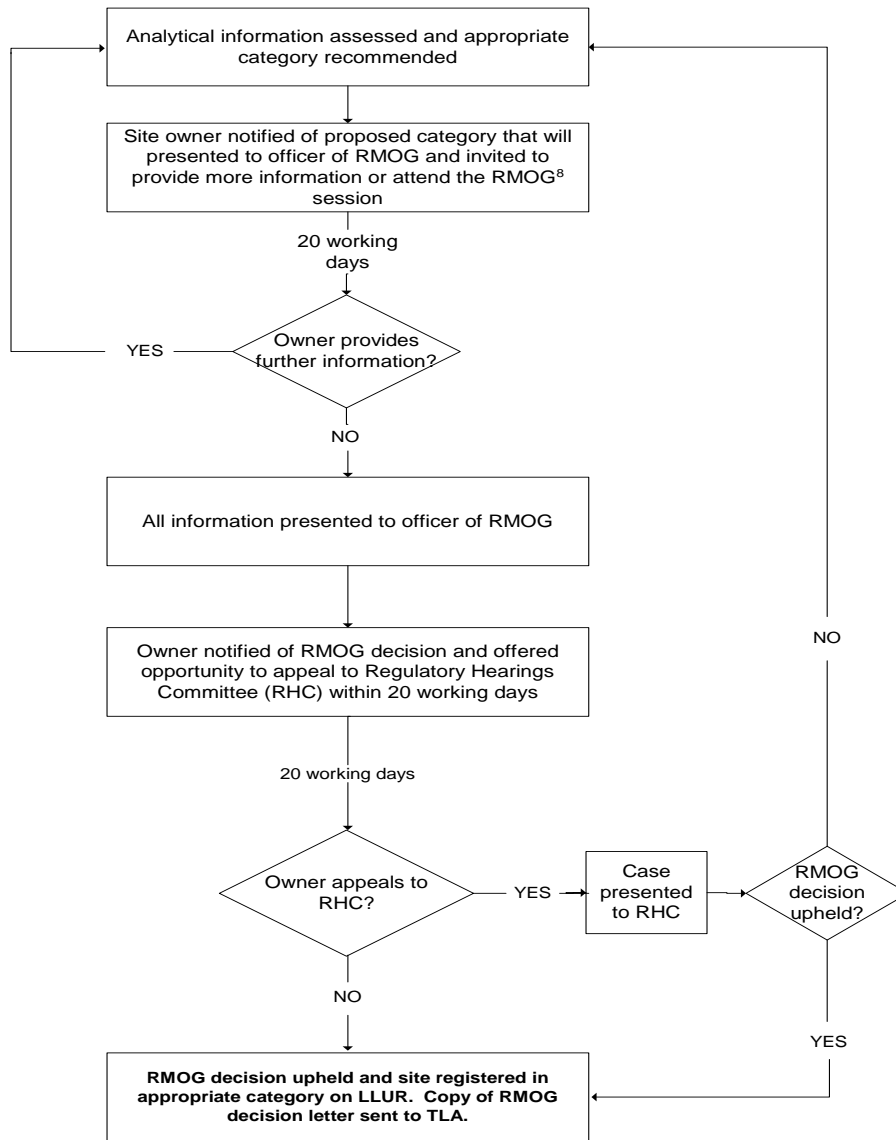 Analytical information assessed and appropriate
category recommended
Site owner notified of proposed category that will
presented to officer of RMOG and invited to
provide more information or attend the RMOG⁸
session
20 working
days
Owner provides
further information?
YES
NO
All information presented to officer of RMOG
Owner notified of RMOG decision and offered
opportunity to appeal to Regulatory Hearings
Committee (RHC) within 20 working days
20 working days
Owner appeals to
RHC?
YES
Case
presented
to RHC
RMOG
decision
upheld?
NO
YES
NO
RMOG decision upheld and site registered in
appropriate category on LLUR. Copy of RMOG
decision letter sent to TLA.